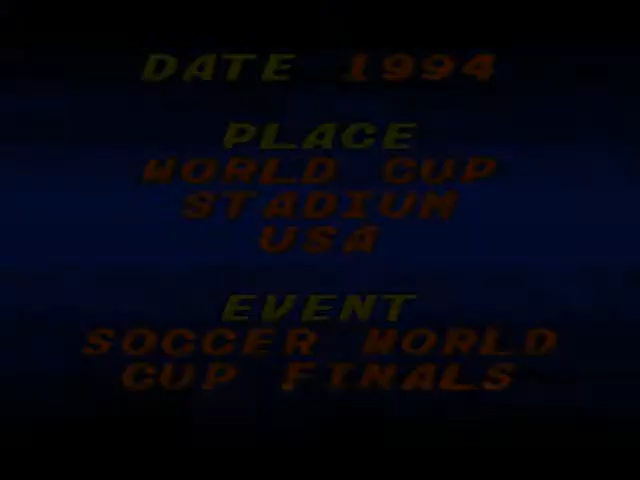 DATE 1994
PLACE
WORLD CUP
STADIUM
USA
EVENT
SOCCER WORLD
CUP FINALS